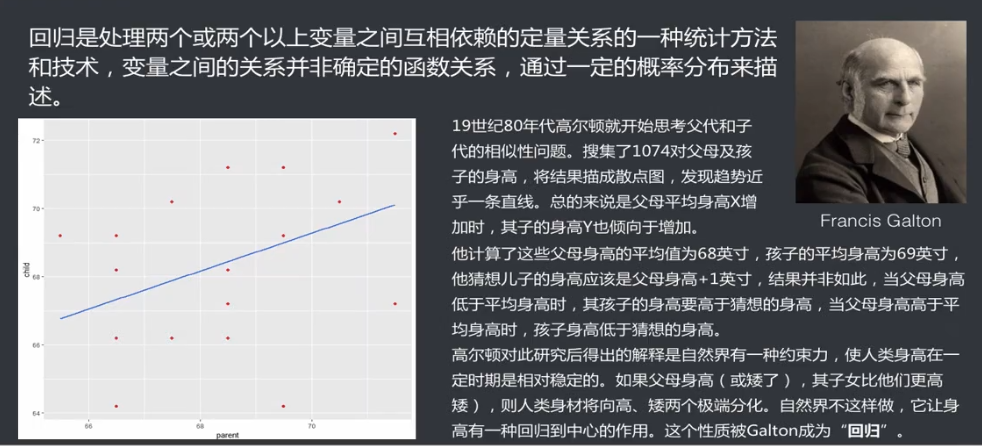 回归是处理两个或两个以上变量之间互相依赖的定量关系的一种统计方法
和技术，变量之间的关系并非确定的函数关系，通过一定的概率分布来描
述。
19世纪80年代高尔顿就开始思考父代和子
代的相似性问题。搜集了1074对父母及孩
子的身高，将结果描成散点图，发现趋势近
乎一条直线。总的来说是父母平均身高X增
加时，其子的身高Y也倾向于增加。
Francis Galton
他计算了这些父母身高的平均值为68英寸，孩子的平均身高为69英寸，
他猜想儿子的身高应该是父母身高+1英寸，结果并非如此，当父母身高
低于平均身高时，其孩子的身高要高于猜想的身高，当父母身高高于平
均身高时，孩子身高低于猜想的身高。
高尔顿对此研究后得出的解释是自然界有一种约束力，使人类身高在一
定时期是相对稳定的。如果父母身高（或矮了），其子女比他们更高
矮），则人类身材将向高、矮两个极端分化。自然界不这样做，它让身
高有一种回归到中心的作用。这个性质被Galton成为“回归”。
72
70
68
66
64
child
66
68
70
parent